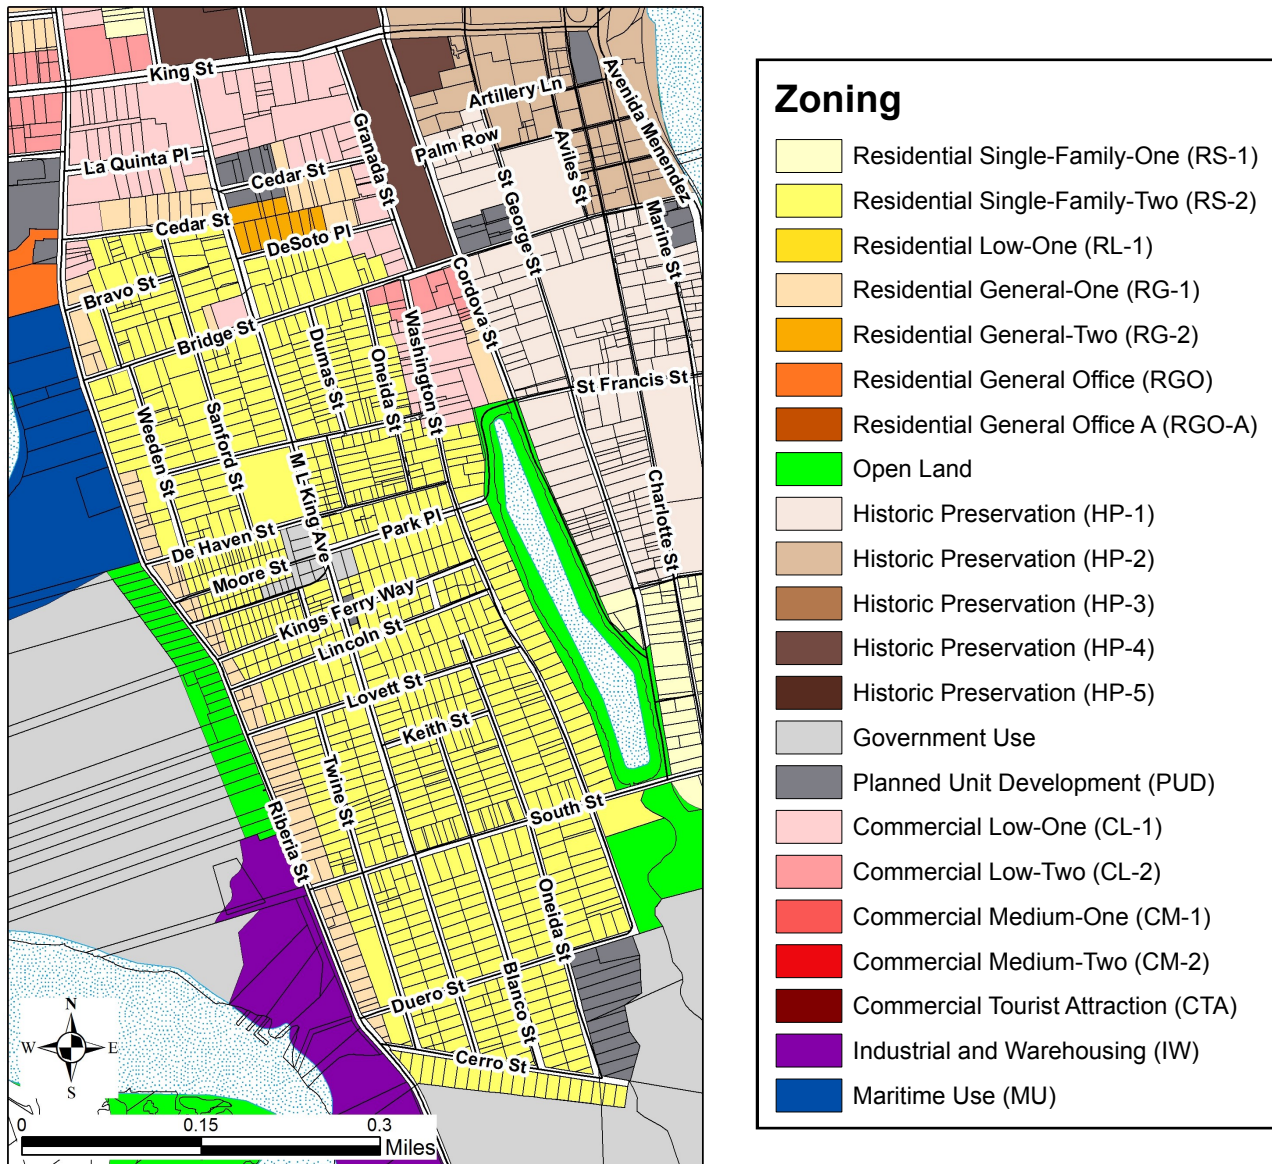 King St
Artillery Ln
Avenida Menendez
La Quinta Pl
Granada St
Palm Row
Aviles St
Cedar St
St George St
Cedar St
DeSoto Pl
Marine St
Bravo St
Cordova St
Bridge St
Dumas St
Oneida St
Washington St
St Francis St
Weeden St
Sanford St
M L King Ave
Charlotte St
De Haven St
Park Pl
Moore St
Kings Ferry Way
Lincoln St
Lovett St
Keith St
Twine St
South St
Riberia St
Oneida St
Duero St
Blanco St
Cerro St
N
W
E
S
0
0.15
0.3
Miles
Zoning
Residential Single-Family-One (RS-1)
Residential Single-Family-Two (RS-2)
Residential Low-One (RL-1)
Residential General-One (RG-1)
Residential General-Two (RG-2)
Residential General Office (RGO)
Residential General Office A (RGO-A)
Open Land
Historic Preservation (HP-1)
Historic Preservation (HP-2)
Historic Preservation (HP-3)
Historic Preservation (HP-4)
Historic Preservation (HP-5)
Government Use
Planned Unit Development (PUD)
Commercial Low-One (CL-1)
Commercial Low-Two (CL-2)
Commercial Medium-One (CM-1)
Commercial Medium-Two (CM-2)
Commercial Tourist Attraction (CTA)
Industrial and Warehousing (IW)
Maritime Use (MU)